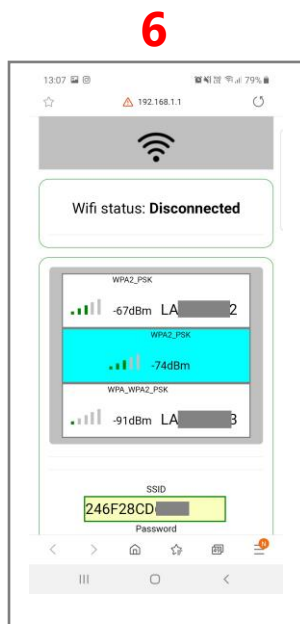 6
13:07 79%
192.168.1.1
Wifi status: Disconnected
WPA2_PSK
-67dBm LA 2
WPA2_PSK
-74dBm
WPA_WPA2_PSK
-91dBm LA 3
SSID
246F28CD
Password
N